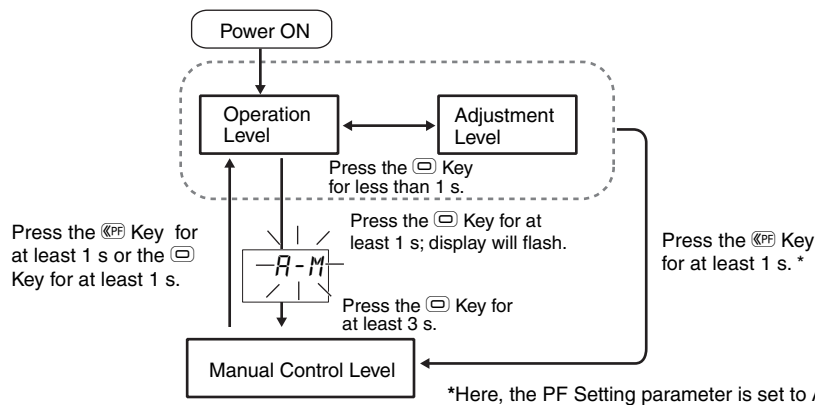 Power ON
Operation
Level
Adjustment
Level
Press the Key
for less than 1 s.
Press the PF Key for
at least 1 s or the
Key for at least 1 s.
Press the Key for at
least 1 s; display will flash.
A-M
Press the Key for
at least 3 s.
Press the PF Key
for at least 1 s. *
Manual Control Level
*Here, the PF Setting parameter is set to